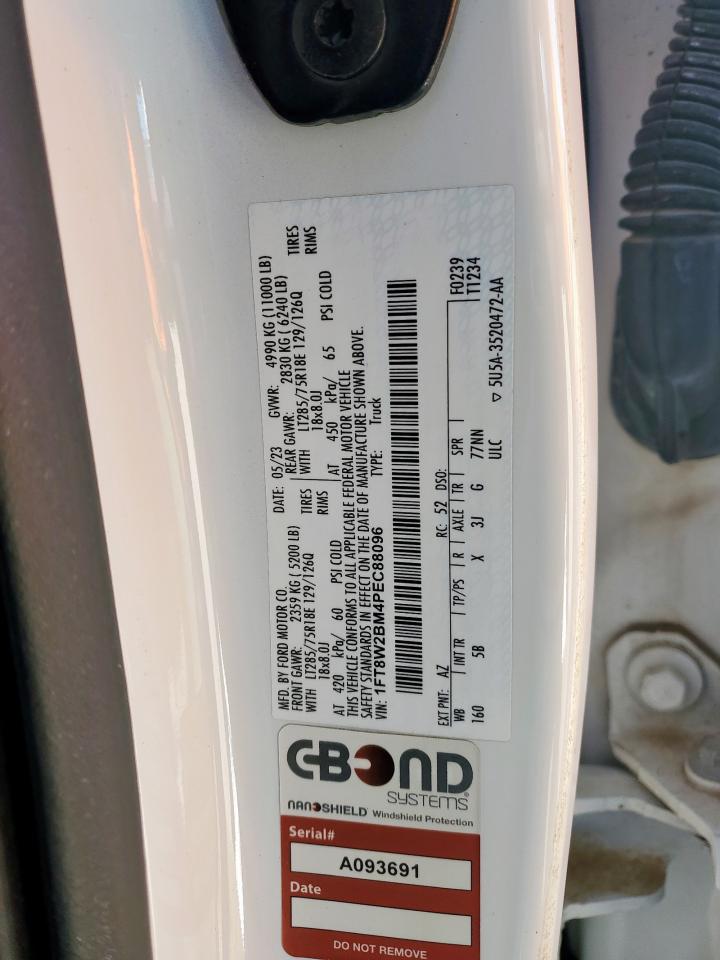 MFD. BY FORD MOTOR CO.
DATE: 05/23 GVWR: 4990 KG (11000 LB)
FRONT GAWR: 2359 KG ( 5200 LB) REAR GAWR: 2830 KG ( 6240 LB)
WITH LT285/75R18E 129/126Q TIRES WITH LT285/75R18E 129/126Q TIRES
18x8.0J RIMS 18x8.0J RIMS
AT 420 kPa/ 60 PSI COLD AT 450 kPa/ 65 PSI COLD
THIS VEHICLE CONFORMS TO ALL APPLICABLE FEDERAL MOTOR VEHICLE
SAFETY STANDARDS IN EFFECT ON THE DATE OF MANUFACTURE SHOWN ABOVE.
VIN: 1FT8W2BM4PEC88096 TYPE: Truck
F0239
T1234
EXT PNT: AZ RC: 52 DSO:
WB INT TR TP/PS R AXLE TR SPR
160 5B X 3J G 77NN
ULC
5U5A-3520472-AA
C-BOND
SYSTEMS®
NANOSHIELD™ Windshield Protection
Serial#
A093691
Date
DO NOT REMOVE